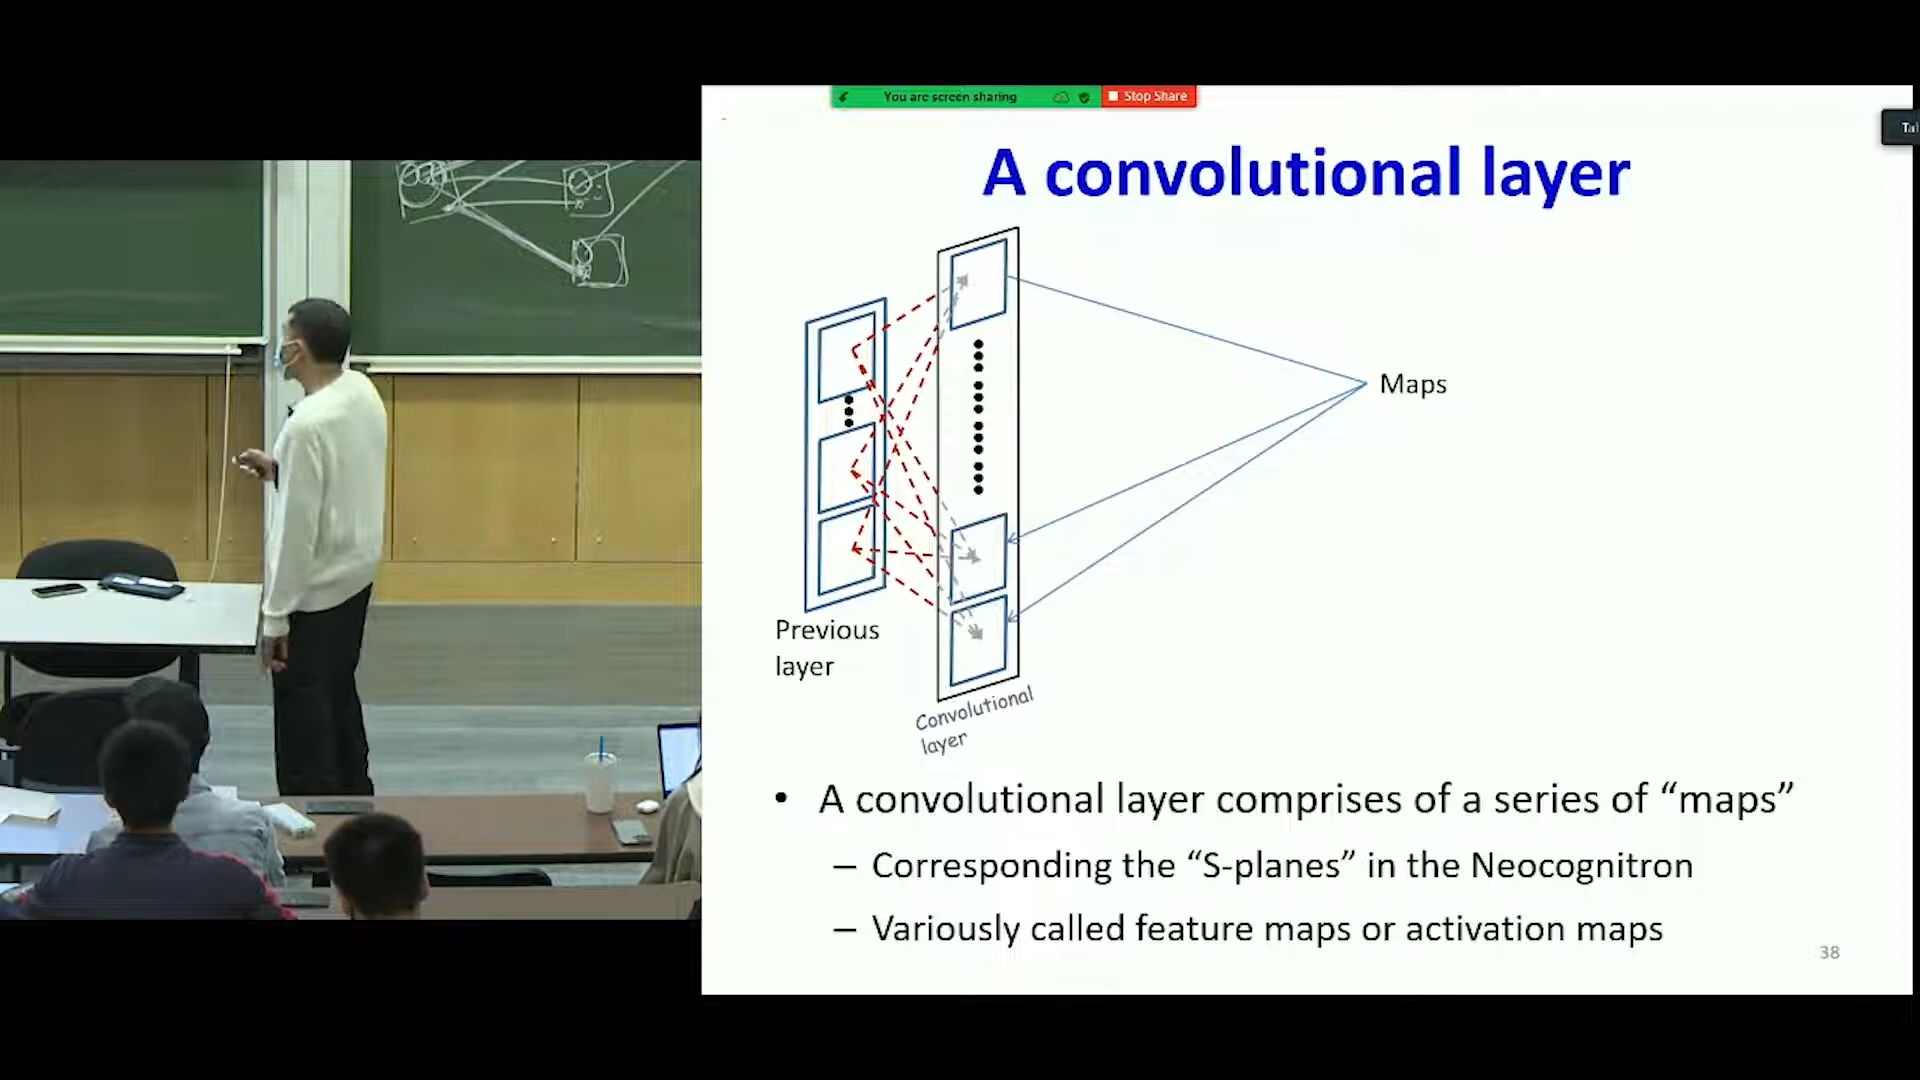 You are screen sharing
Stop Share
Tal
A convolutional layer
Maps
Previous
layer
Convolutional
layer
• A convolutional layer comprises of a series of “maps”
– Corresponding the “S-planes” in the Neocognitron
– Variously called feature maps or activation maps
38